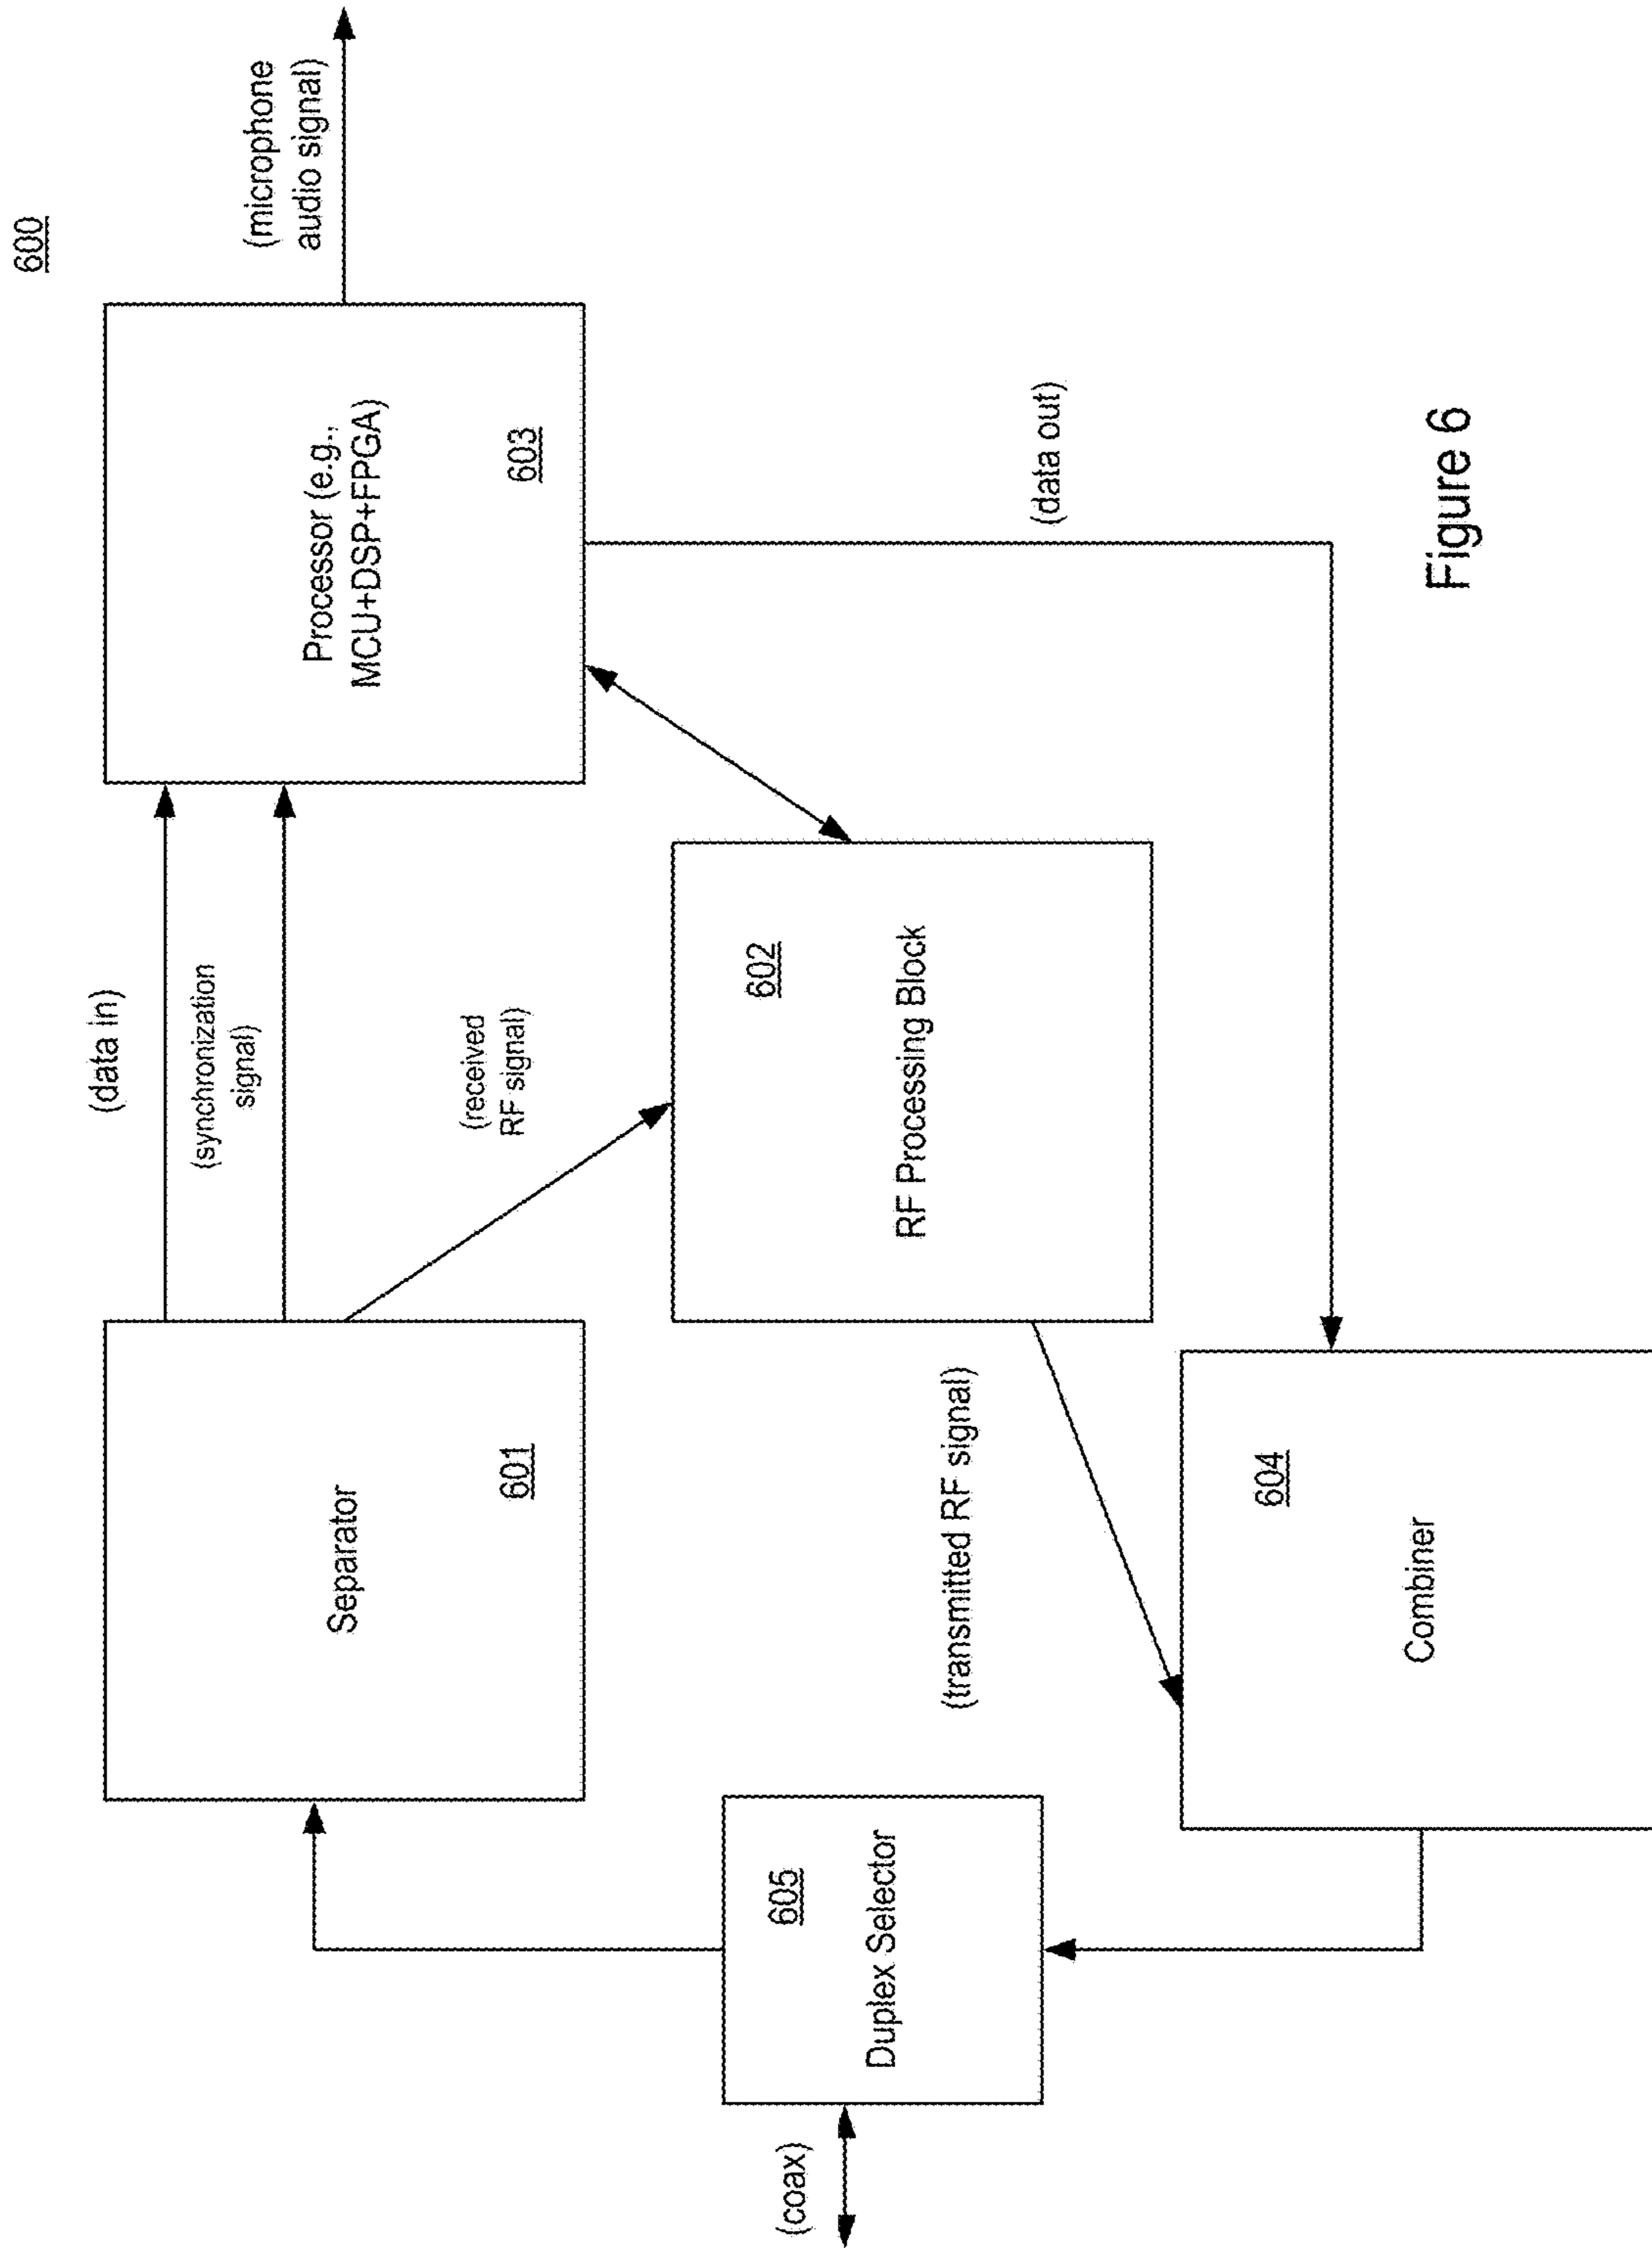 600
(microphone
audio signal)
(data in)
(synchronization
signal)
Processor (e.g.,
MCU+DSP+FPGA)
603
Separator
601
(received
RF signal)
602
RF Processing Block
(data out)
(transmitted RF signal)
605
Duplex Selector
(coax)
604
Combiner
Figure 6